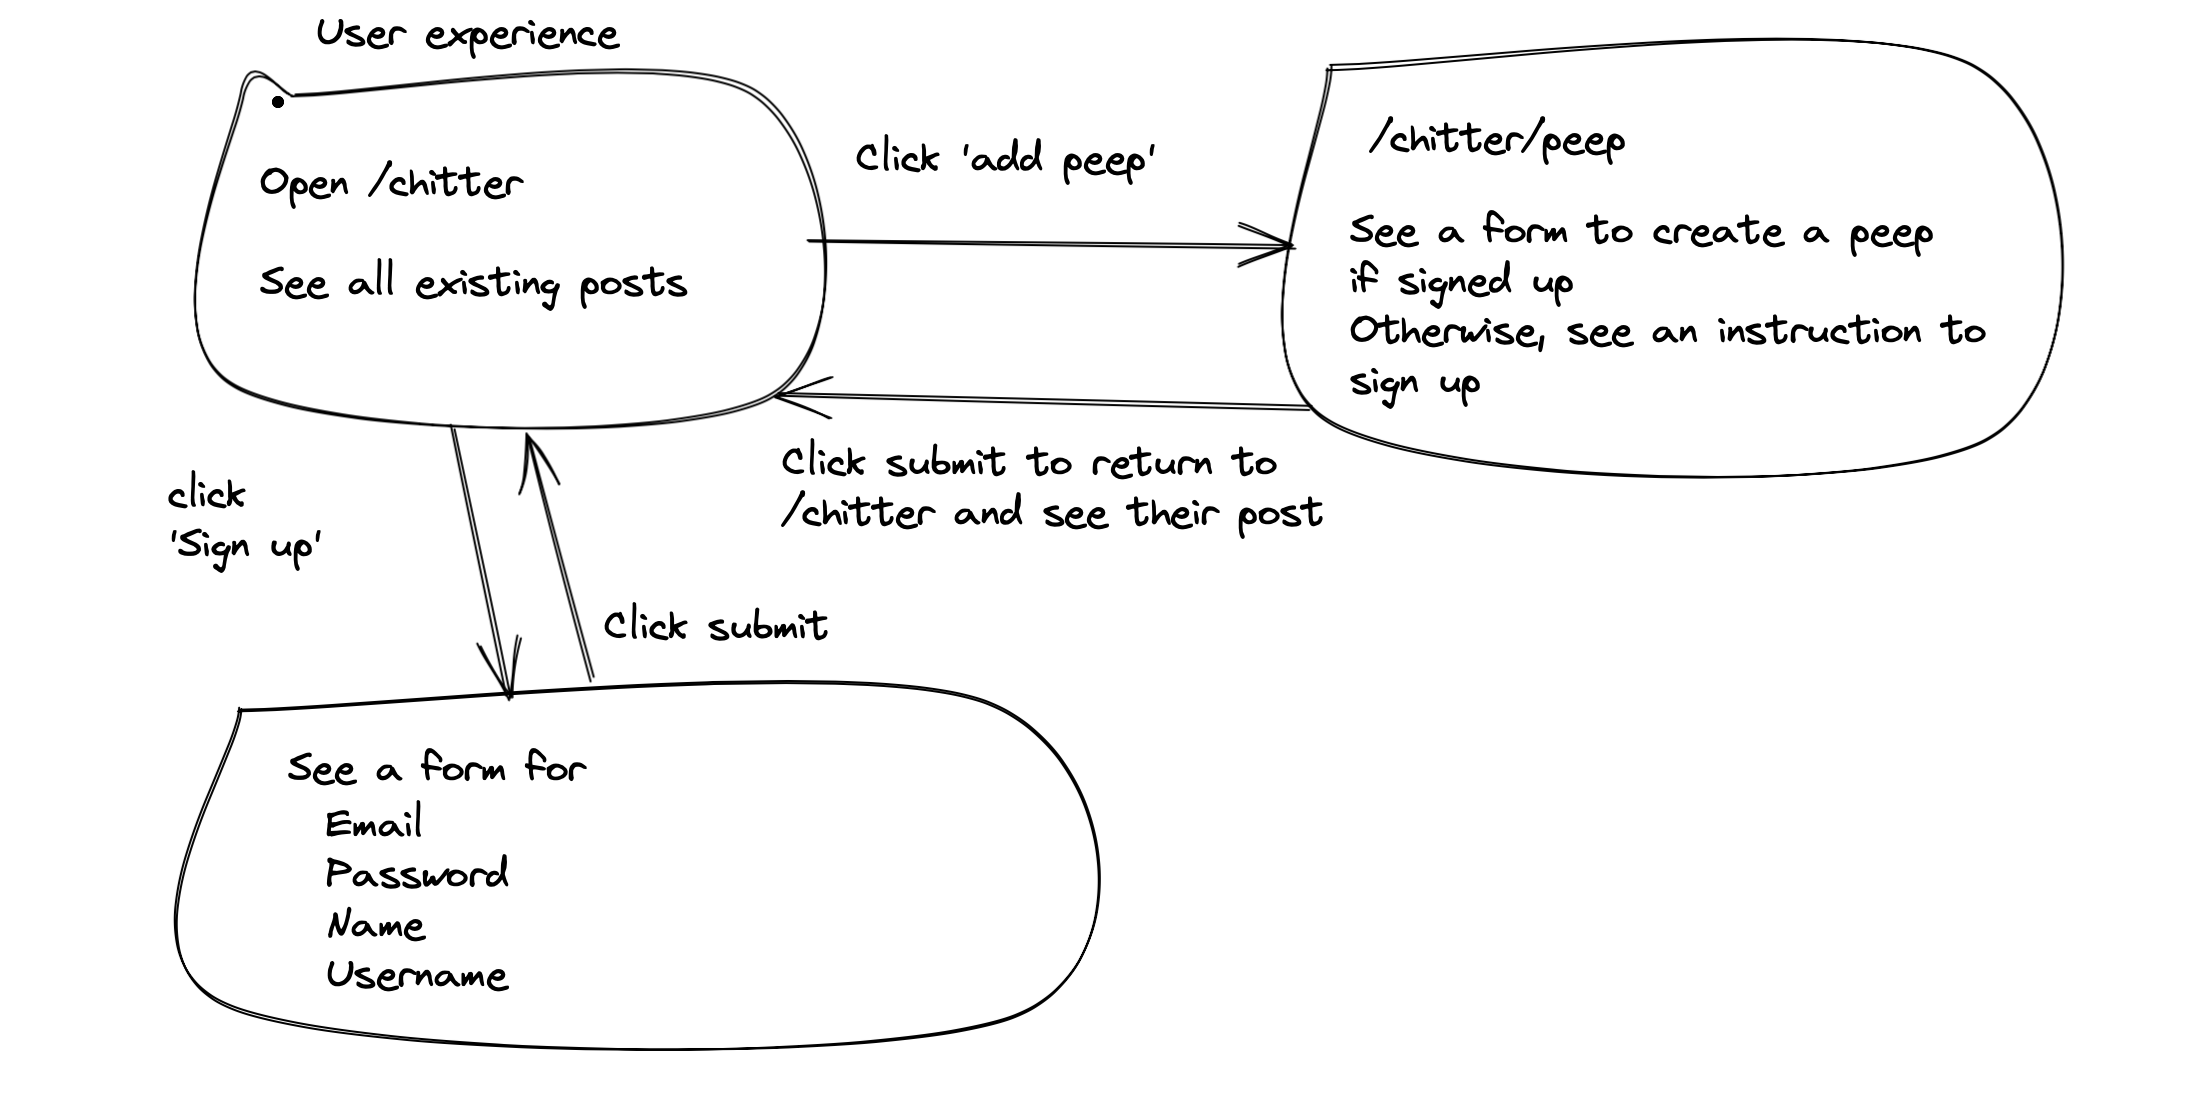 User experience
Open /chitter
See all existing posts
Click 'add peep'
/chitter/peep
See a form to create a peep
if signed up
Otherwise, see an instruction to
sign up
Click submit to return to
/chitter and see their post
click
'Sign up'
Click submit
See a form for
Email
Password
Name
Username